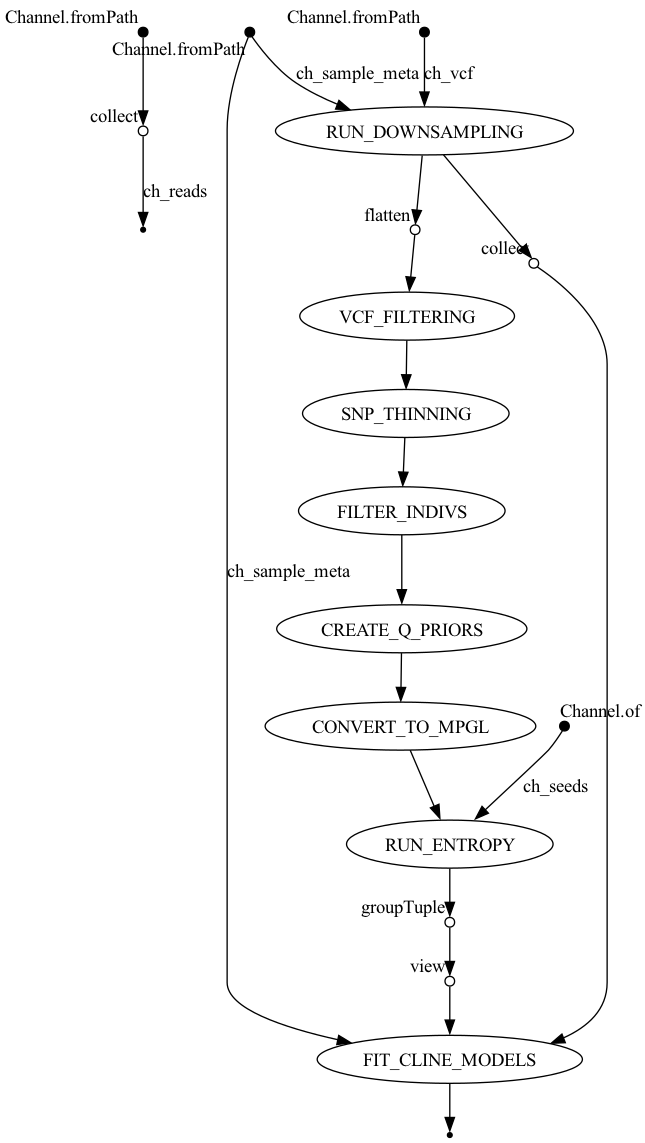 Channel.fromPath
Channel.fromPath
Channel.fromPath
ch_sample_meta
ch_vcf
collect
RUN_DOWNSAMPLING
ch_reads
flatten
collect
VCF_FILTERING
SNP_THINNING
FILTER_INDIVS
ch_sample_meta
CREATE_Q_PRIORS
Channel.of
CONVERT_TO_MPGL
ch_seeds
RUN_ENTROPY
groupTuple
view
FIT_CLINE_MODELS